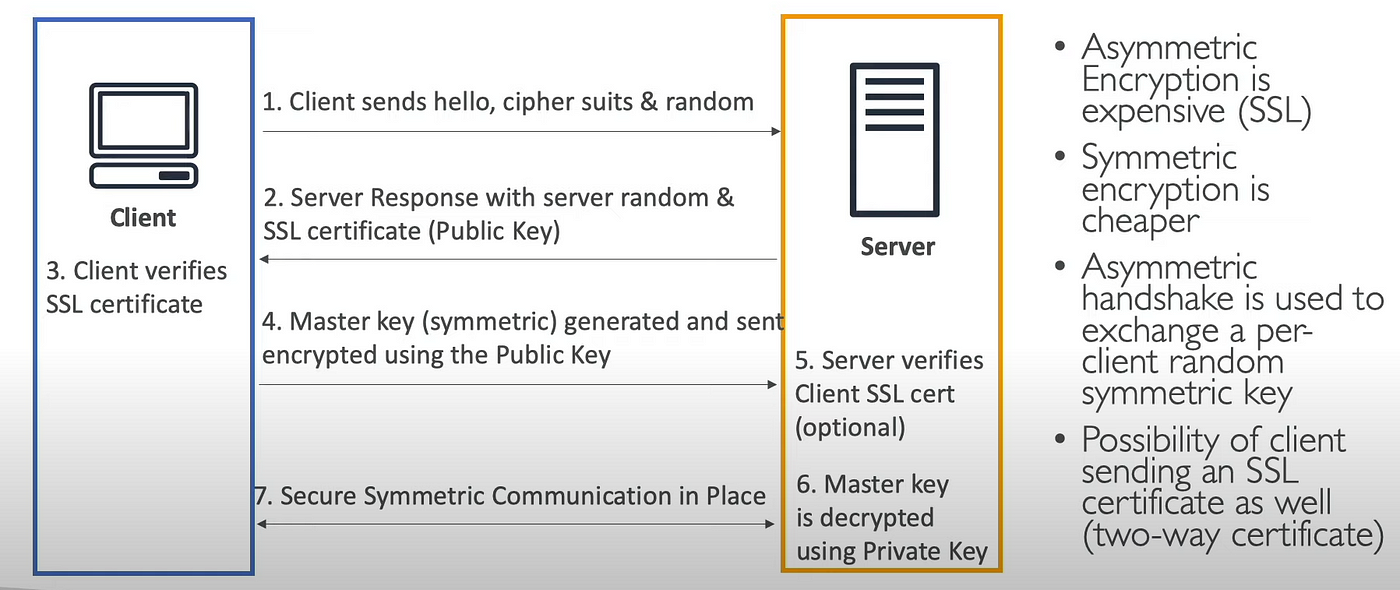 1. Client sends hello, cipher suits & random
2. Server Response with server random &
SSL certificate (Public Key)
Client
3. Client verifies
SSL certificate
4. Master key (symmetric) generated and sent
encrypted using the Public Key
Server
5. Server verifies
Client SSL cert
(optional)
6. Master key
is decrypted
using Private Key
7. Secure Symmetric Communication in Place
• Asymmetric
Encryption is
expensive (SSL)
• Symmetric
encryption is
cheaper
• Asymmetric
handshake is used to
exchange a per-
client random
symmetric key
• Possibility of client
sending an SSL
certificate as well
(two-way certificate)